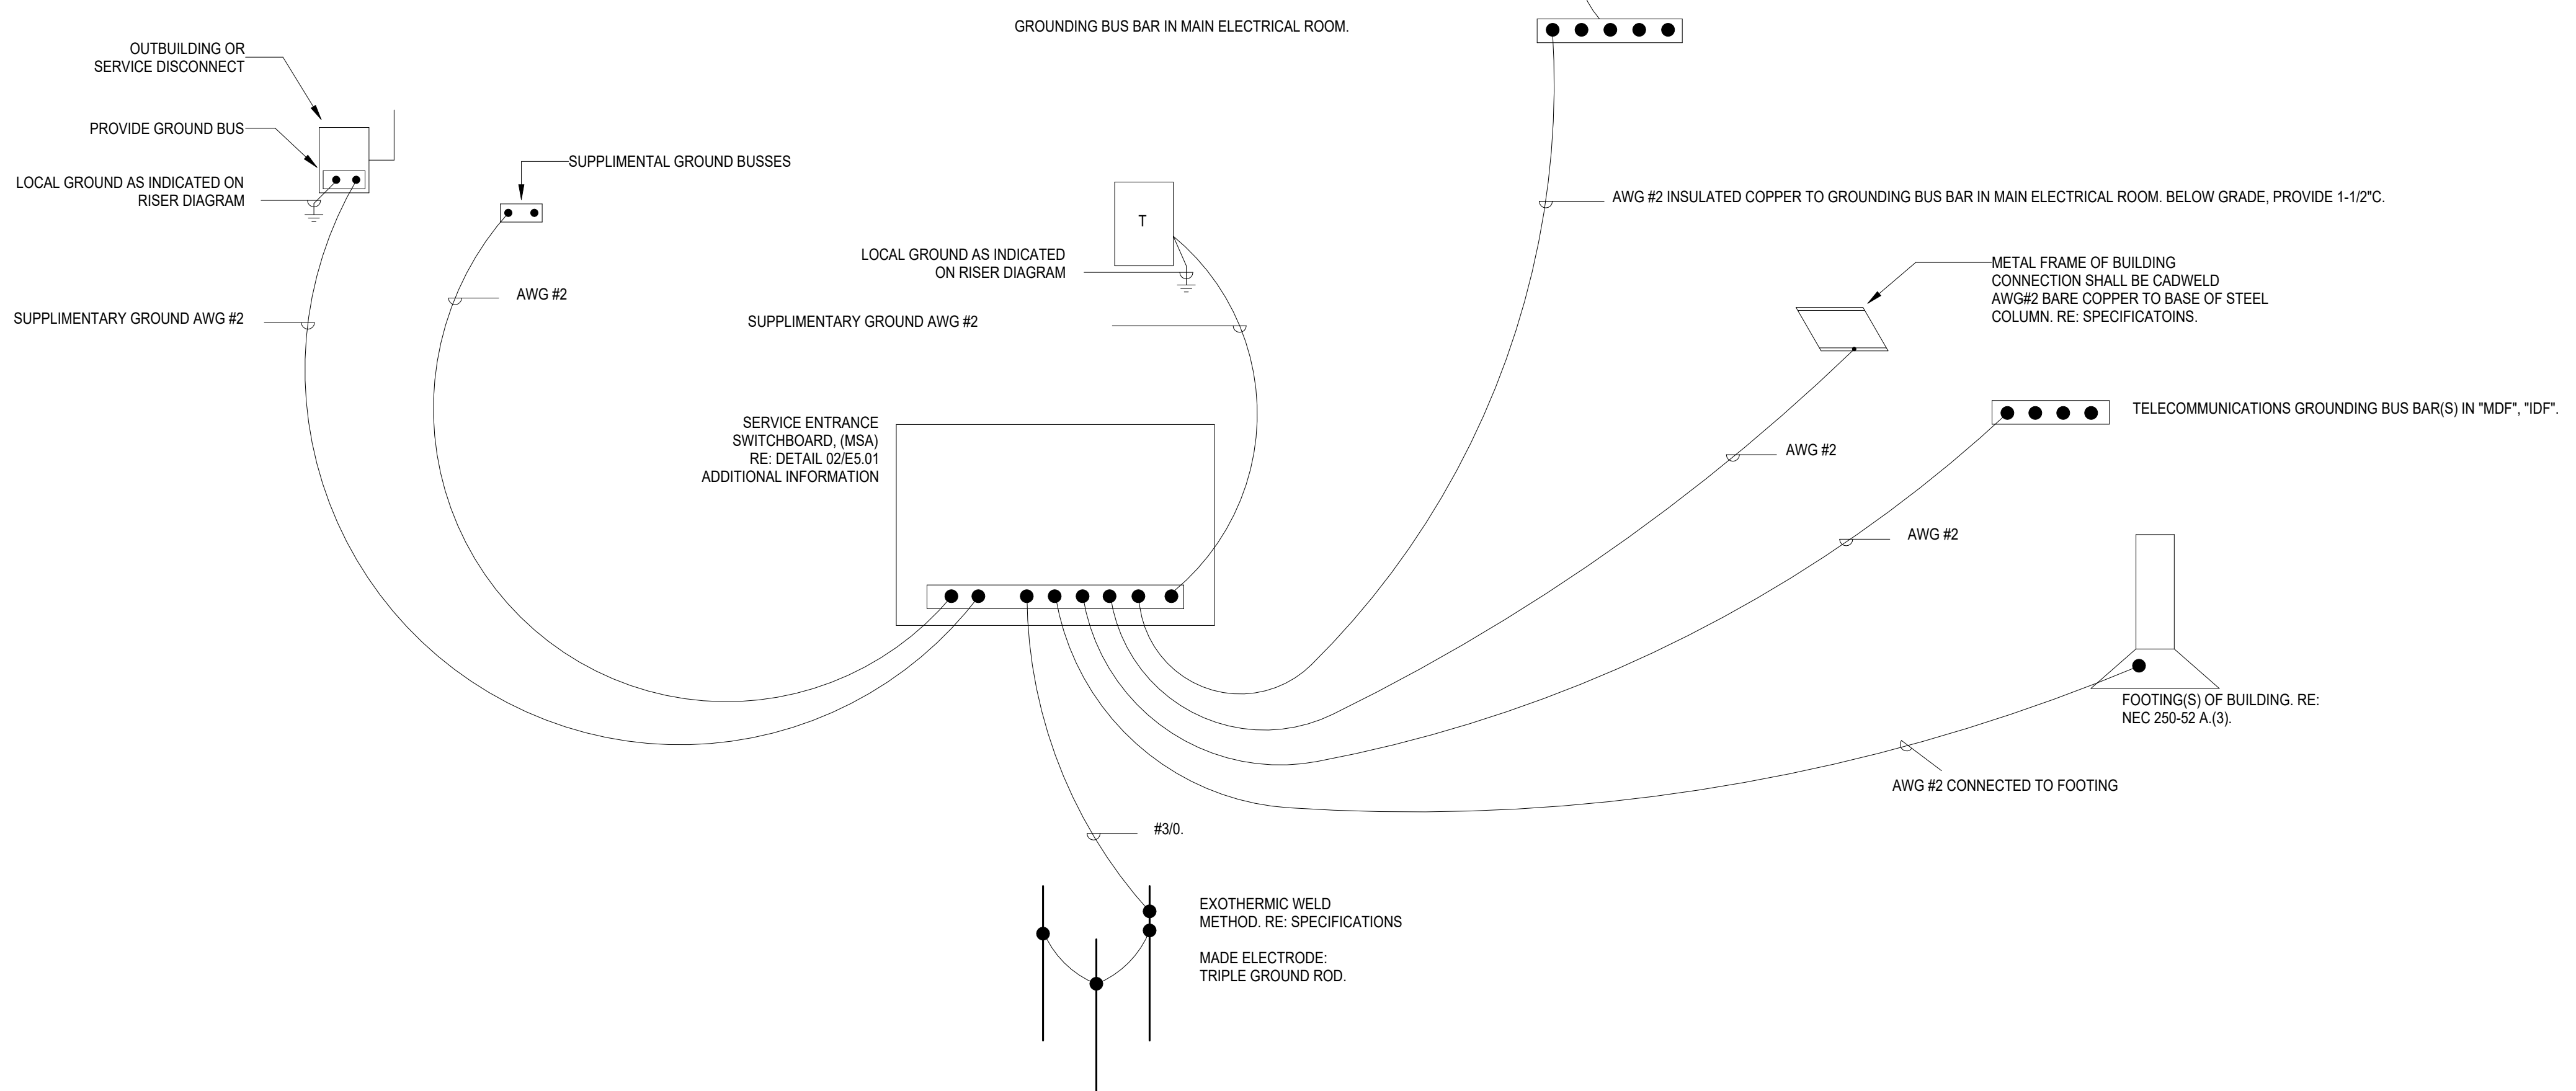 GROUNDING BUS BAR IN MAIN ELECTRICAL ROOM.
OUTBUILDING OR
SERVICE DISCONNECT
PROVIDE GROUND BUS
LOCAL GROUND AS INDICATED ON
RISER DIAGRAM
SUPPLIMENTAL GROUND BUSSES
AWG #2
SUPPLIMENTARY GROUND AWG #2
T
LOCAL GROUND AS INDICATED
ON RISER DIAGRAM
SUPPLIMENTARY GROUND AWG #2
AWG #2 INSULATED COPPER TO GROUNDING BUS BAR IN MAIN ELECTRICAL ROOM. BELOW GRADE, PROVIDE 1-1/2"C.
METAL FRAME OF BUILDING
CONNECTION SHALL BE CADWELD
AWG#2 BARE COPPER TO BASE OF STEEL
COLUMN. RE: SPECIFICATOINS.
SERVICE ENTRANCE
SWITCHBOARD, (MSA)
RE: DETAIL 02/E5.01
ADDITIONAL INFORMATION
TELECOMMUNICATIONS GROUNDING BUS BAR(S) IN "MDF", "IDF".
AWG #2
AWG #2
FOOTING(S) OF BUILDING. RE:
NEC 250-52 A.(3).
AWG #2 CONNECTED TO FOOTING
#3/0.
EXOTHERMIC WELD
METHOD. RE: SPECIFICATIONS
MADE ELECTRODE:
TRIPLE GROUND ROD.